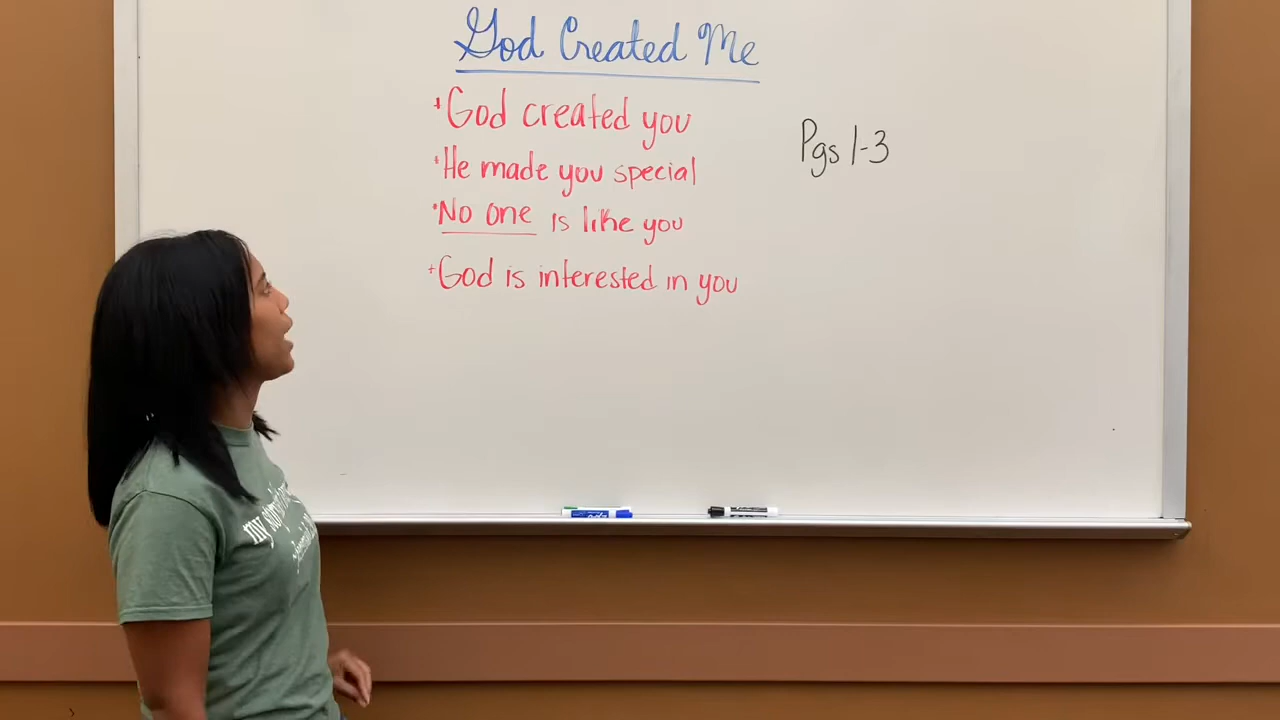 God Created Me
God created you
He made you special
No one is like you
God is interested in you
Pgs 1-3
my